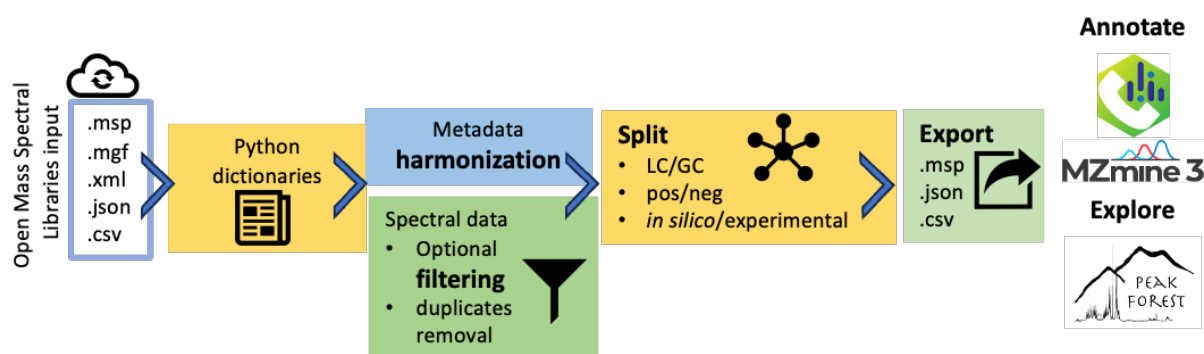 Open Mass Spectral
Libraries input
.msp
.mgf
.xml
.json
.csv
Python
dictionaries
Metadata
harmonization
Spectral data
• Optional
filtering
• duplicates
removal
Split
• LC/GC
• pos/neg
• in silico/experimental
Export
.msp
.json
.csv
Annotate
MZmine 3
Explore
PEAK
FOREST